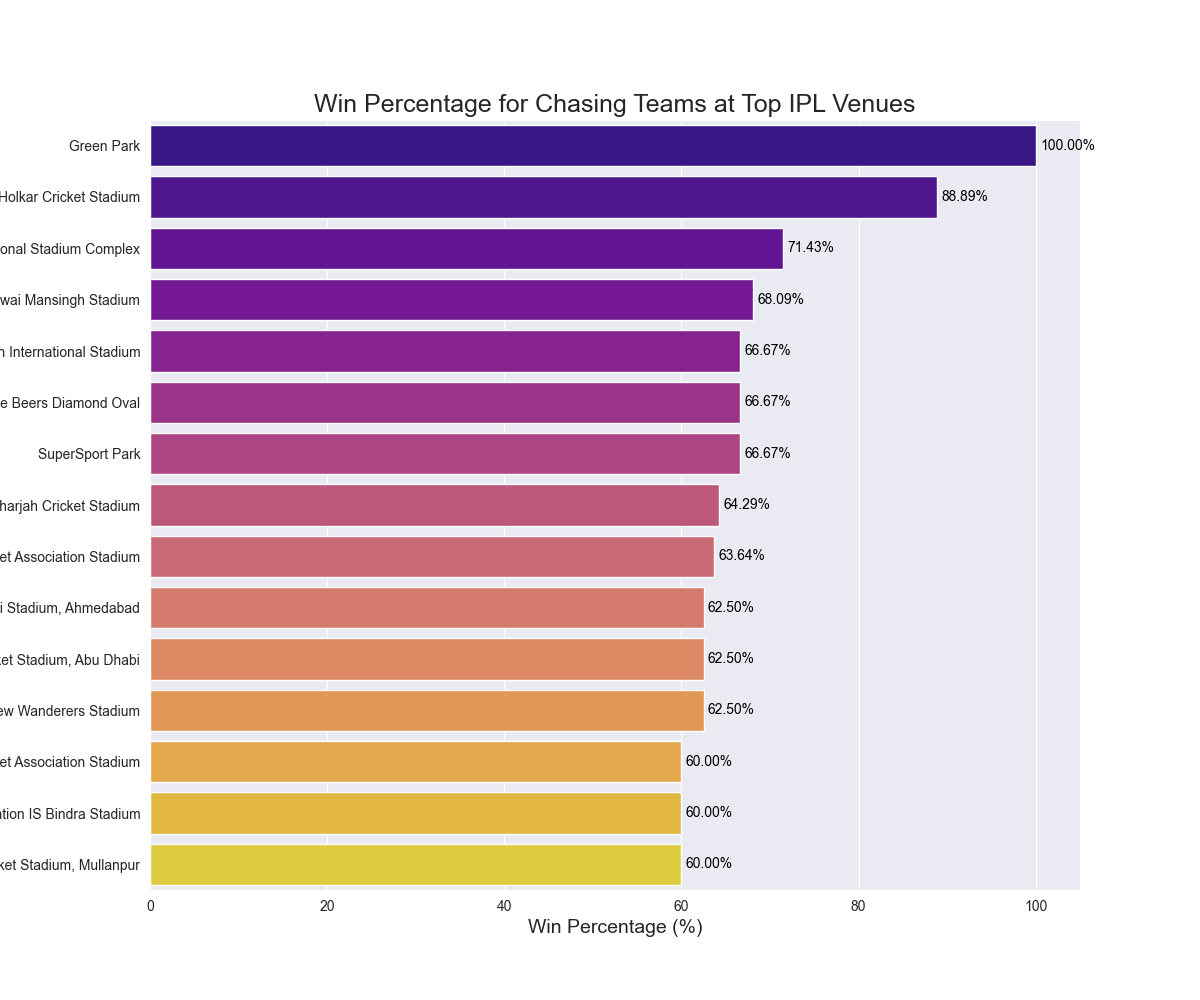 Win Percentage for Chasing Teams at Top IPL Venues
Green Park 100.00%
Holkar Cricket Stadium 88.89%
onal Stadium Complex 71.43%
wai Mansingh Stadium 68.09%
n International Stadium 66.67%
e Beers Diamond Oval 66.67%
SuperSport Park 66.67%
harjah Cricket Stadium 64.29%
et Association Stadium 63.64%
i Stadium, Ahmedabad 62.50%
ket Stadium, Abu Dhabi 62.50%
ew Wanderers Stadium 62.50%
et Association Stadium 60.00%
ation IS Bindra Stadium 60.00%
ket Stadium, Mullanpur 60.00%
0 20 40 60 80 100
Win Percentage (%)